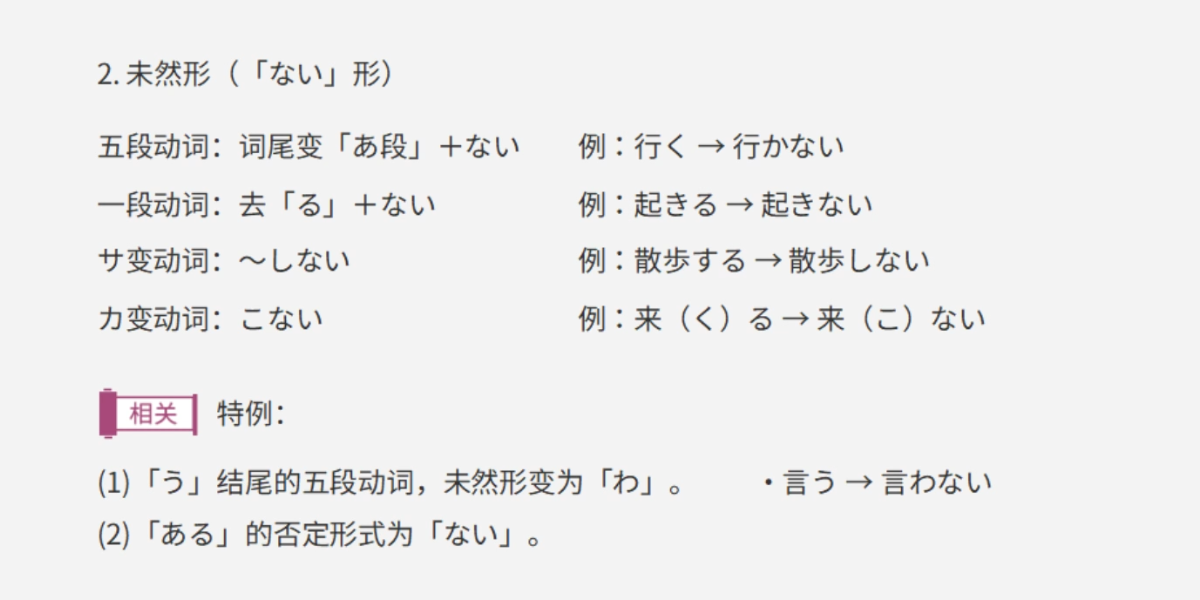 2. 未然形（「ない」形）
五段动词：词尾变「あ段」＋ない 例：行く → 行かない
一段动词：去「る」＋ない 例：起きる → 起きない
サ变动词：～しない 例：散歩する → 散歩しない
カ变动词：こない 例：来（く）る → 来（こ）ない
相关 特例：
(1)「う」结尾的五段动词，未然形变为「わ」。 ・言う → 言わない
(2)「ある」的否定形式为「ない」。